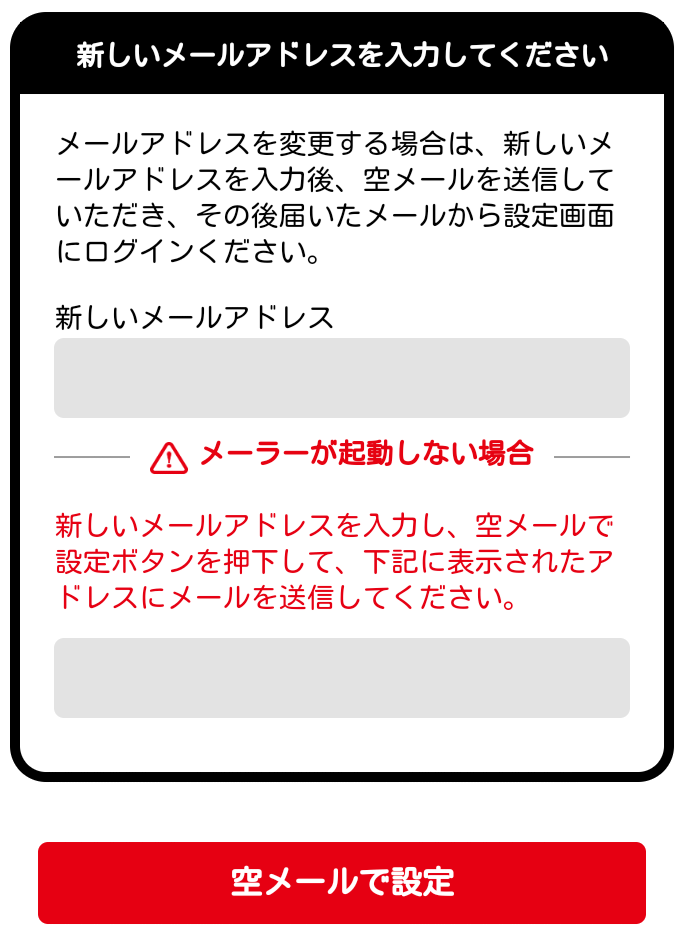 新しいメールアドレスを入力してください
メールアドレスを変更する場合は、新しいメ
ールアドレスを入力後、空メールを送信して
いただき、その後届いたメールから設定画面
にログインください。
新しいメールアドレス
メーラーが起動しない場合
新しいメールアドレスを入力し、空メールで
設定ボタンを押下して、下記に表示されたア
ドレスにメールを送信してください。
空メールで設定